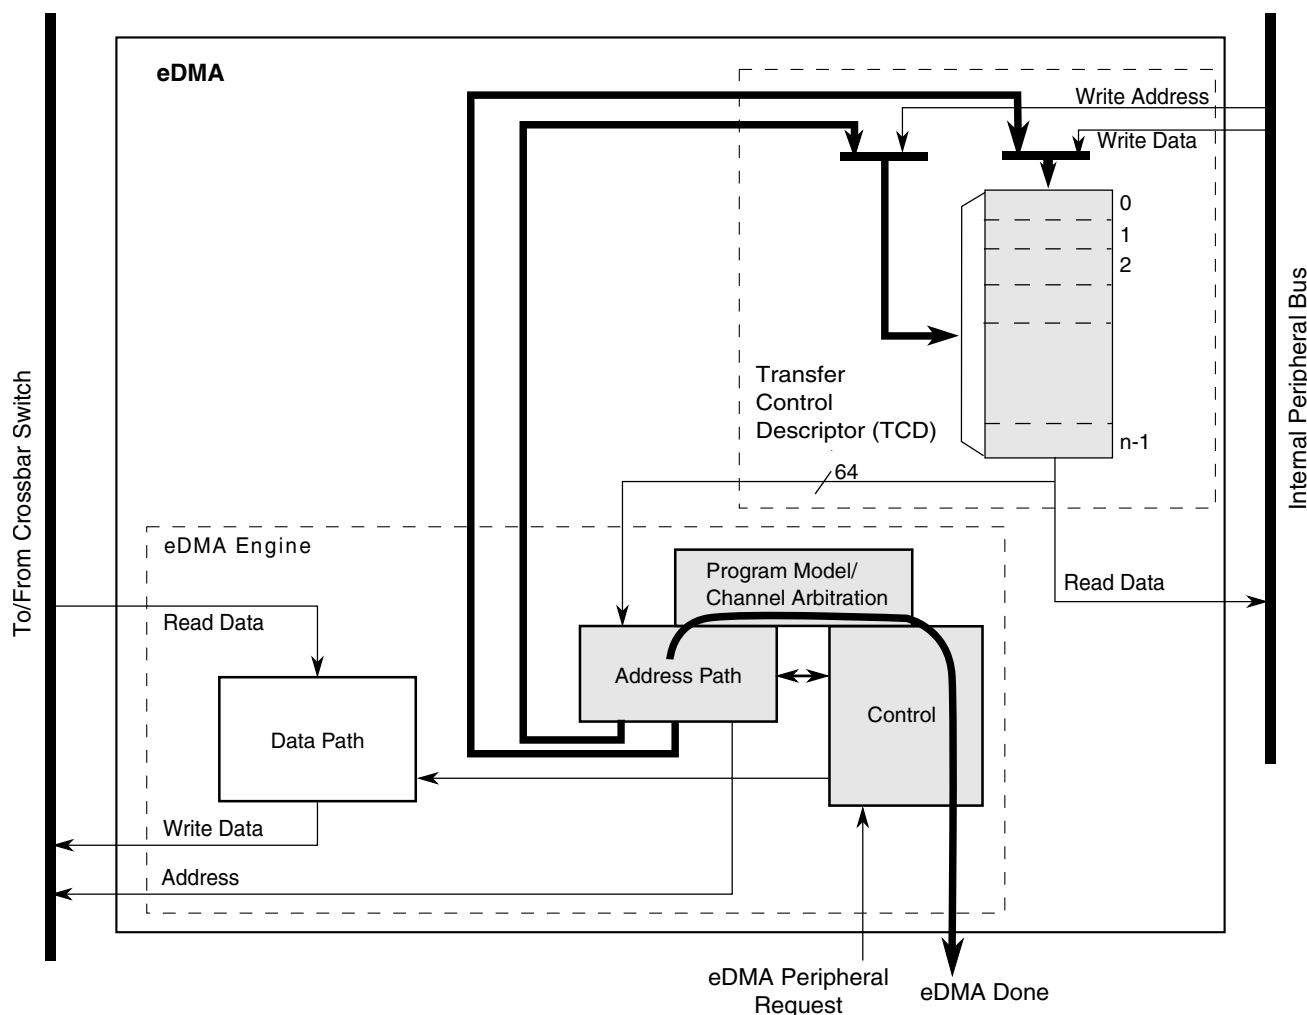 eDMA
Write Address
Write Data
0
1
2
n-1
Transfer
Control
Descriptor (TCD)
64
eDMA Engine
Program Model/
Channel Arbitration
Read Data
Read Data
Address Path
Control
Data Path
Write Data
Address
eDMA Peripheral
Request
eDMA Done
To/From Crossbar Switch
Internal Peripheral Bus